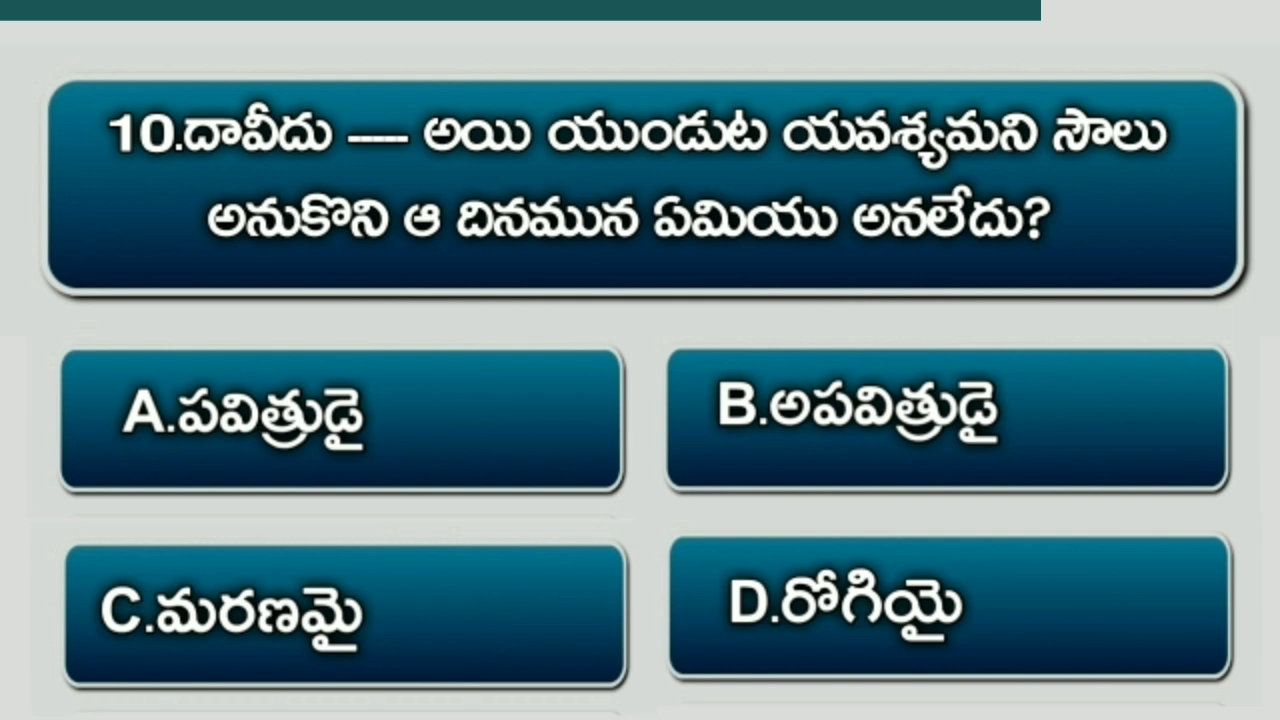 10.దావీదు ---- అయి యుండుట యవశ్యమని సౌలు
అనుకొని ఆ దినమున ఏమియు అనలేదు?
A.పవిత్రుడై
B.అపవిత్రుడై
C.మరణమై
D.రోగియై